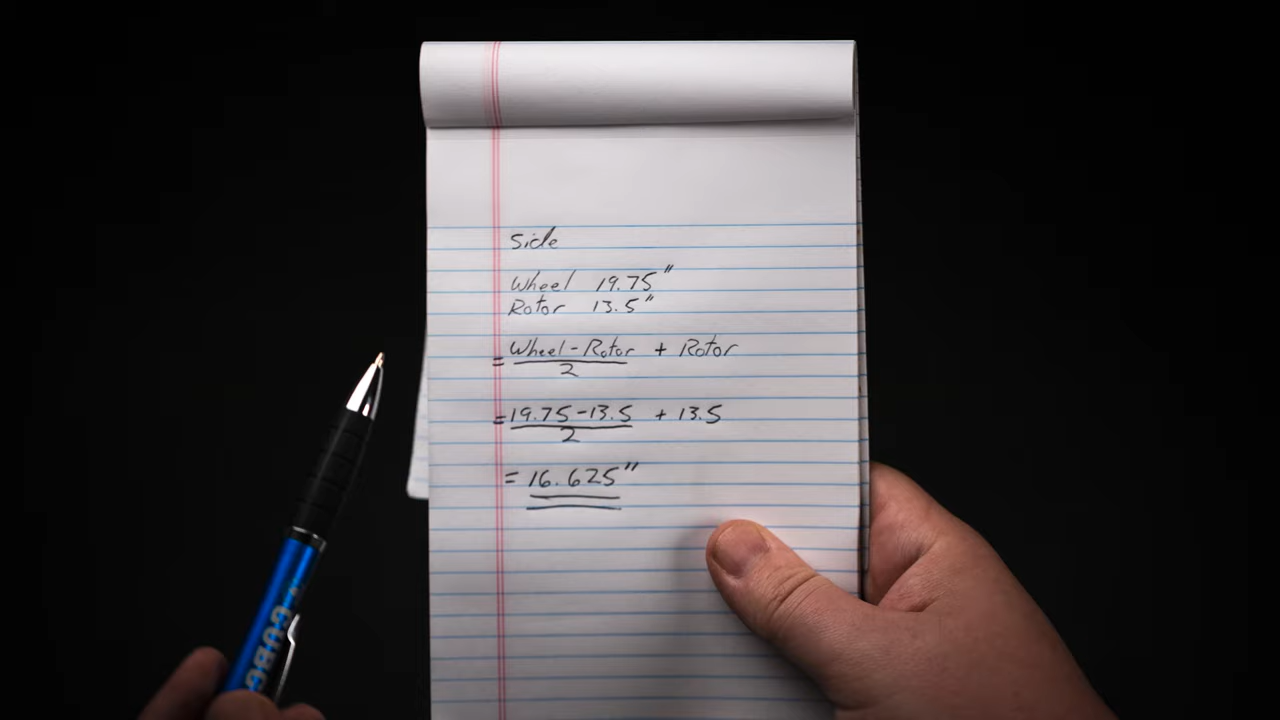 Side
Wheel 19.75"
Rotor 13.5"
= Wheel - Rotor + Rotor
2
= 19.75 - 13.5 + 13.5
2
= 16.625"